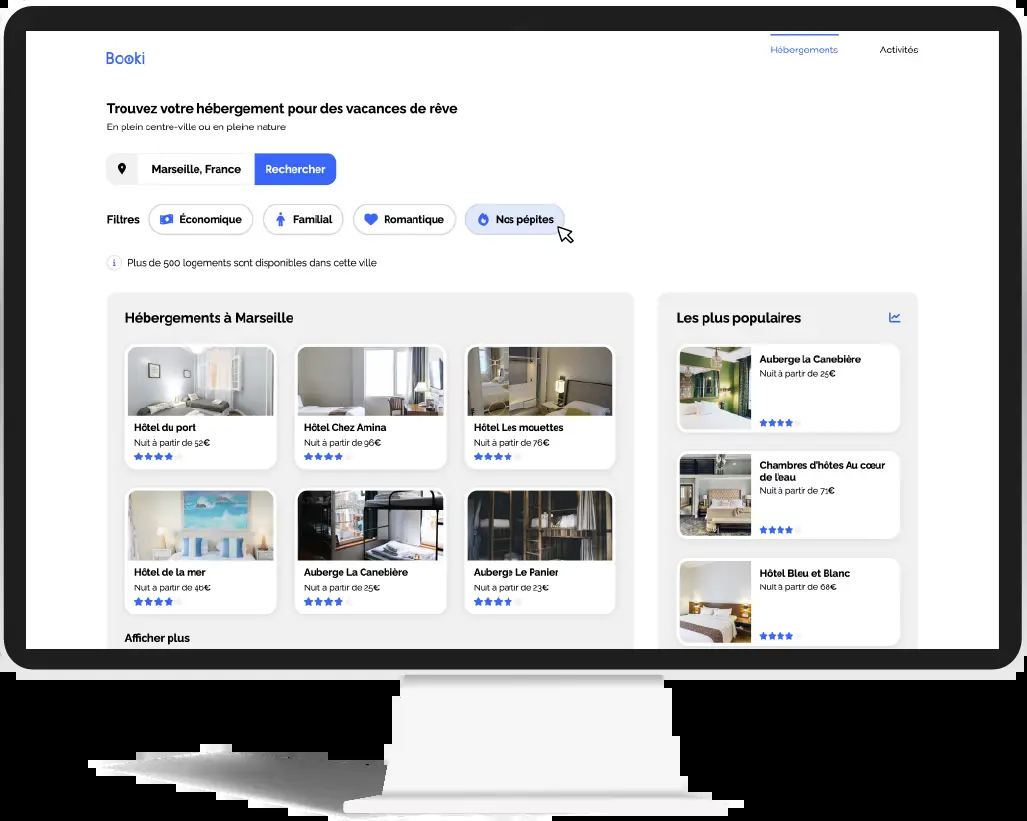 Booki
Hébergements
Activités
Trouvez votre hébergement pour des vacances de rêve
En plein centre-ville ou en pleine nature
Marseille, France
Rechercher
Filtres
Économique
Familial
Romantique
Nos pépites
Plus de 500 logements sont disponibles dans cette ville
Hébergements à Marseille
Hôtel du port
Nuit à partir de 52€
Hôtel Chez Amina
Nuit à partir de 96€
Hôtel Les mouettes
Nuit à partir de 76€
Hôtel de la mer
Nuit à partir de 46€
Auberge La Canebière
Nuit à partir de 25€
Auberge Le Panier
Nuit à partir de 23€
Afficher plus
Les plus populaires
Auberge la Canebière
Nuit à partir de 25€
Chambres d'hôtes Au cœur
de l'eau
Nuit à partir de 71€
Hôtel Bleu et Blanc
Nuit à partir de 68€